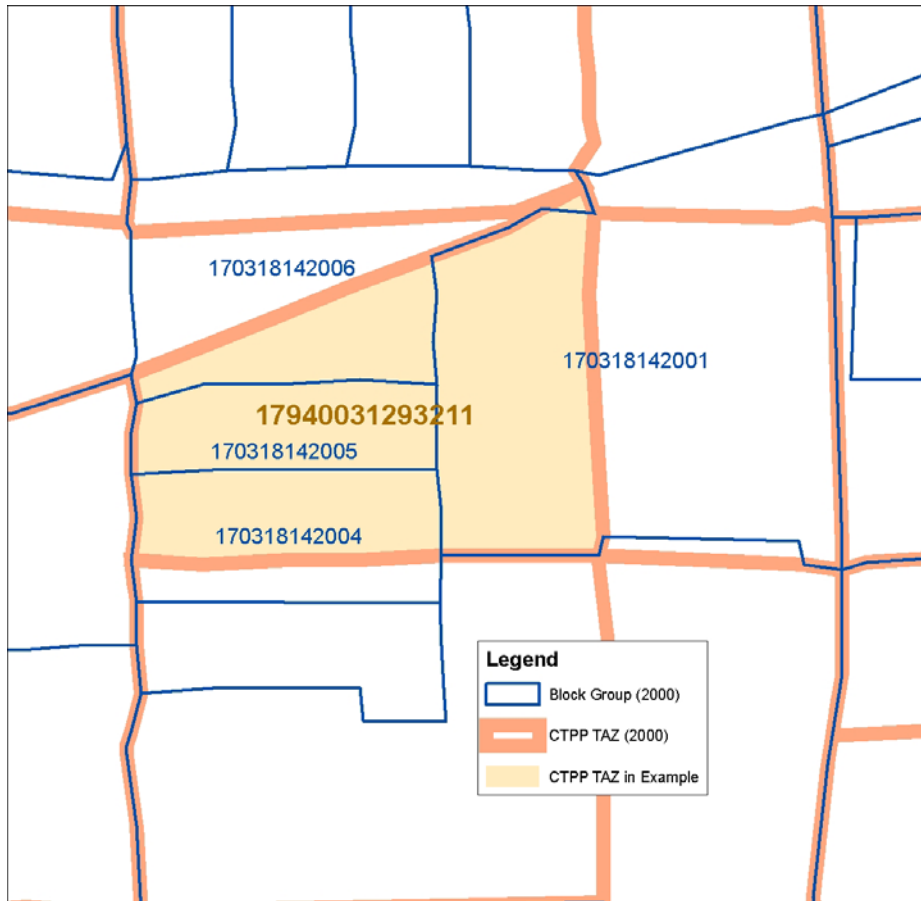 170318142006
170318142001
17940031293211
170318142005
170318142004
Legend
Block Group (2000)
CTPP TAZ (2000)
CTPP TAZ in Example